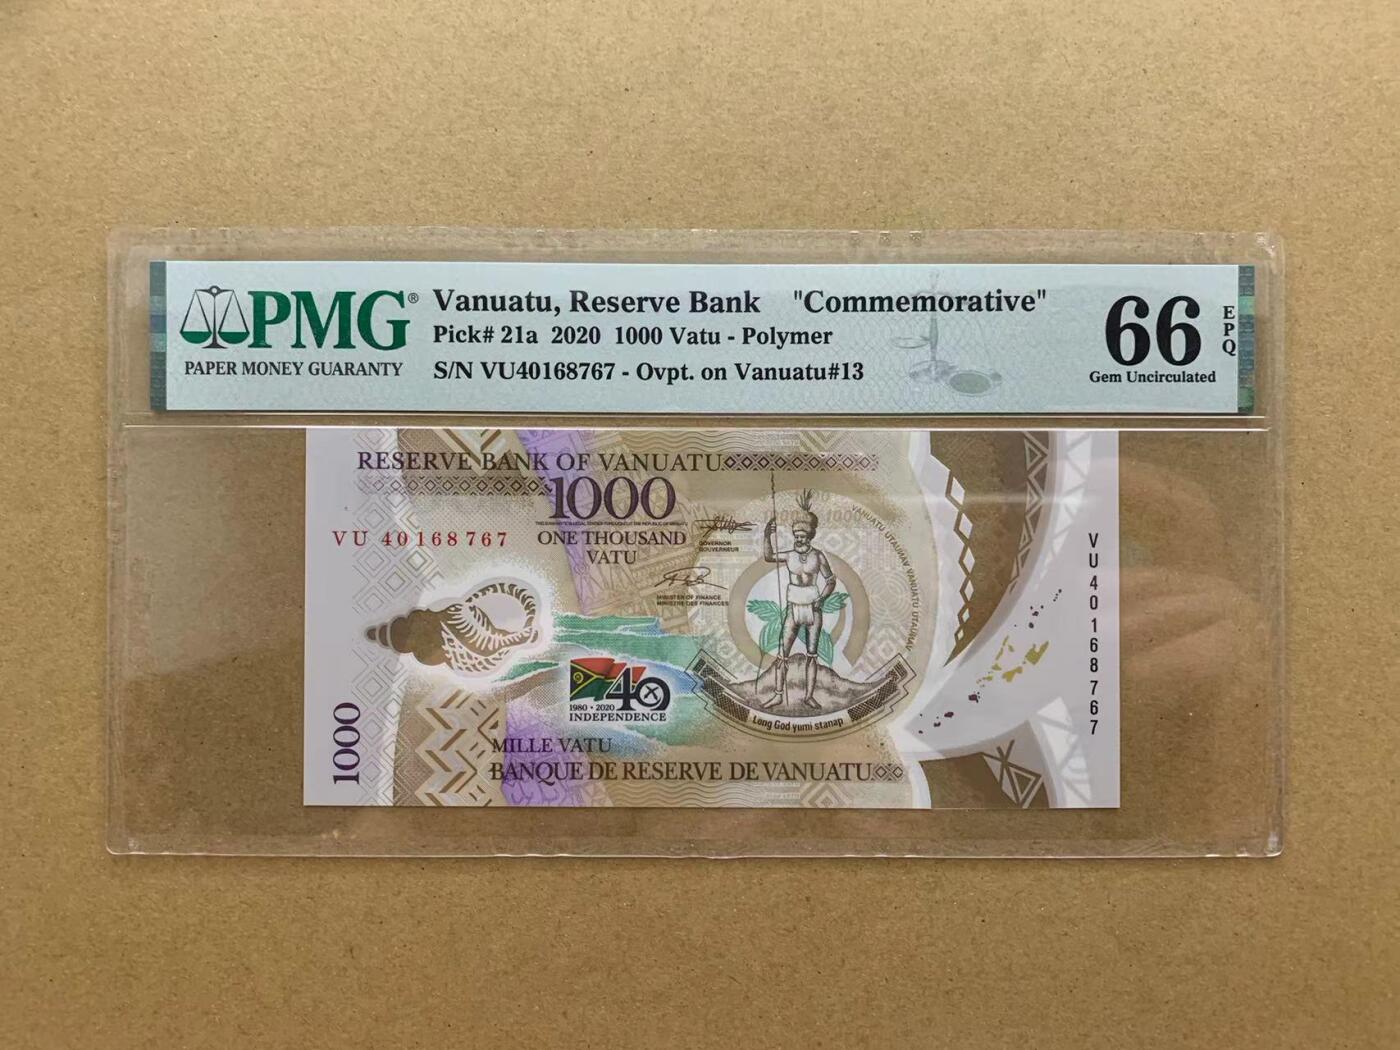 PMG®
PAPER MONEY GUARANTY
Vanuatu, Reserve Bank "Commemorative"
Pick# 21a 2020 1000 Vatu - Polymer
S/N VU40168767 - Ovpt. on Vanuatu#13
66
EPQ
Gem Uncirculated
RESERVE BANK OF VANUATU
1000
VU 40168767
ONE THOUSAND
VATU
GOVERNOR
GOUVERNEUR
MINISTER OF FINANCE
MINISTRE DES FINANCES
1000
VU40168767
1000
40
1980 • 2020
INDEPENDENCE
Long God yumi stanap
MILLE VATU
BANQUE DE RESERVE DE VANUATU